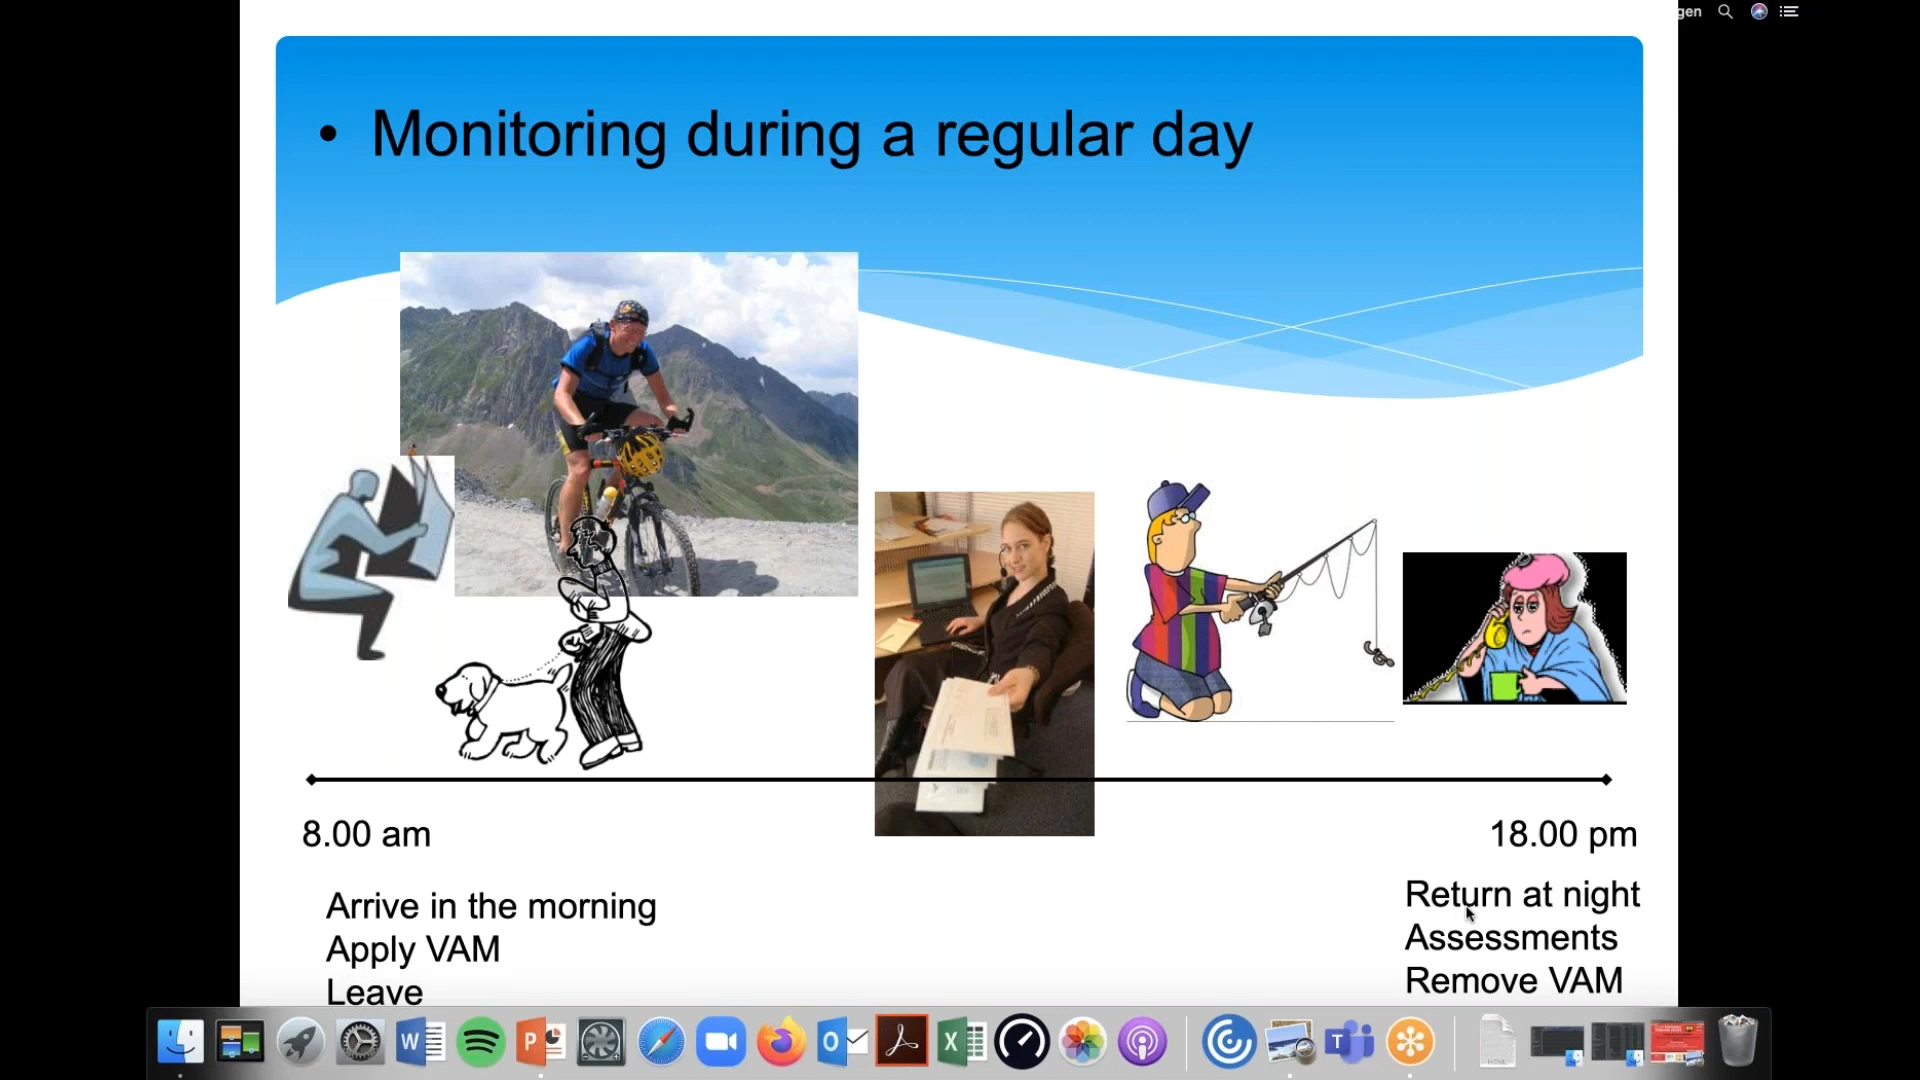 gen
• Monitoring during a regular day
8.00 am
18.00 pm
Arrive in the morning
Apply VAM
Leave
Return at night
Assessments
Remove VAM